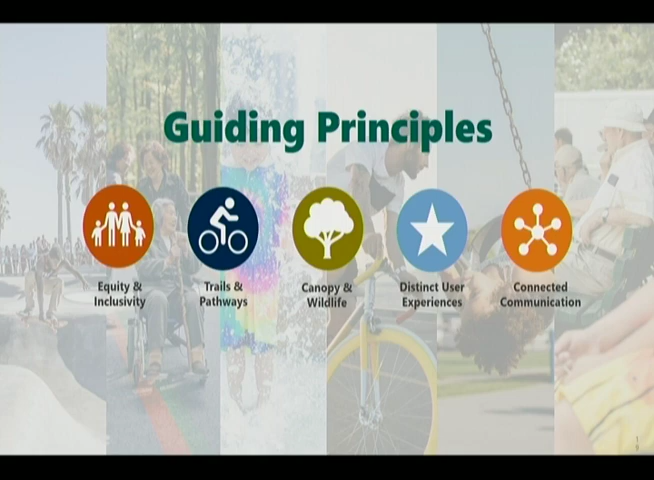 Guiding Principles
Equity &
Inclusivity
Trails &
Pathways
Canopy &
Wildlife
Distinct User
Experiences
Connected
Communication